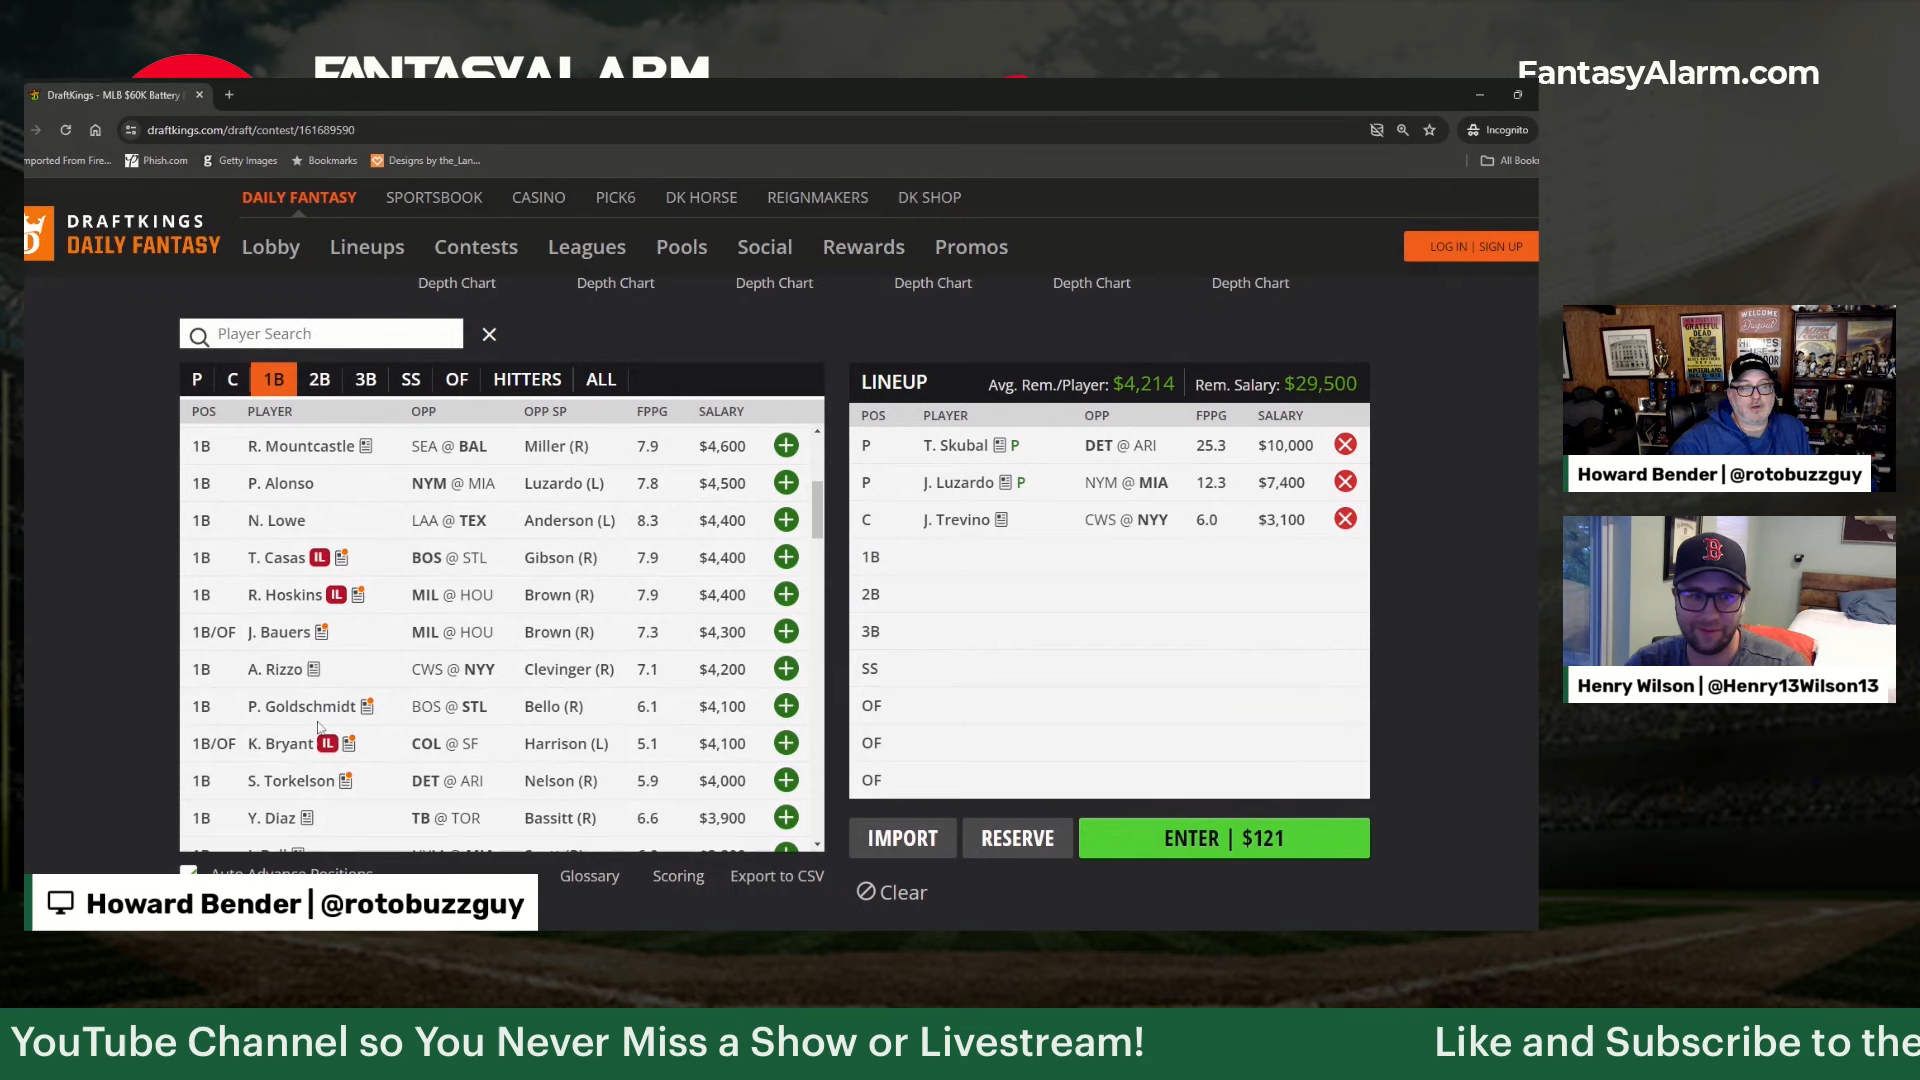 FANTASYALARM
FantasyAlarm.com
DraftKings - MLB $60K Battery
draftkings.com/draft/contest/161689590
Incognito
mported From Fire...
Phish.com
Getty Images
Bookmarks
Designs by the_Lan...
All Book
DAILY FANTASY SPORTSBOOK CASINO PICK6 DK HORSE REIGNMAKERS DK SHOP
DRAFTKINGS
DAILY FANTASY
Lobby Lineups Contests Leagues Pools Social Rewards Promos
LOG IN | SIGN UP
Depth Chart Depth Chart Depth Chart Depth Chart Depth Chart Depth Chart
Player Search
P C 1B 2B 3B SS OF HITTERS ALL
POS PLAYER OPP OPP SP FPPG SALARY
1B R. Mountcastle SEA @ BAL Miller (R) 7.9 $4,600
1B P. Alonso NYM @ MIA Luzardo (L) 7.8 $4,500
1B N. Lowe LAA @ TEX Anderson (L) 8.3 $4,400
1B T. Casas IL BOS @ STL Gibson (R) 7.9 $4,400
1B R. Hoskins IL MIL @ HOU Brown (R) 7.9 $4,400
1B/OF J. Bauers MIL @ HOU Brown (R) 7.3 $4,300
1B A. Rizzo CWS @ NYY Clevinger (R) 7.1 $4,200
1B P. Goldschmidt BOS @ STL Bello (R) 6.1 $4,100
1B/OF K. Bryant IL COL @ SF Harrison (L) 5.1 $4,100
1B S. Torkelson DET @ ARI Nelson (R) 5.9 $4,000
1B Y. Diaz TB @ TOR Bassitt (R) 6.6 $3,900
Auto Advance Positions
Glossary Scoring Export to CSV
LINEUP Avg. Rem./Player: $4,214 Rem. Salary: $29,500
POS PLAYER OPP FPPG SALARY
P T. Skubal P DET @ ARI 25.3 $10,000
P J. Luzardo P NYM @ MIA 12.3 $7,400
C J. Trevino CWS @ NYY 6.0 $3,100
1B
2B
3B
SS
OF
OF
OF
IMPORT RESERVE ENTER | $121
Clear
WELCOME
Howard Bender | @rotobuzzguy
B
Henry Wilson | @Henry13Wilson13
Howard Bender | @rotobuzzguy
YouTube Channel so You Never Miss a Show or Livestream! Like and Subscribe to the